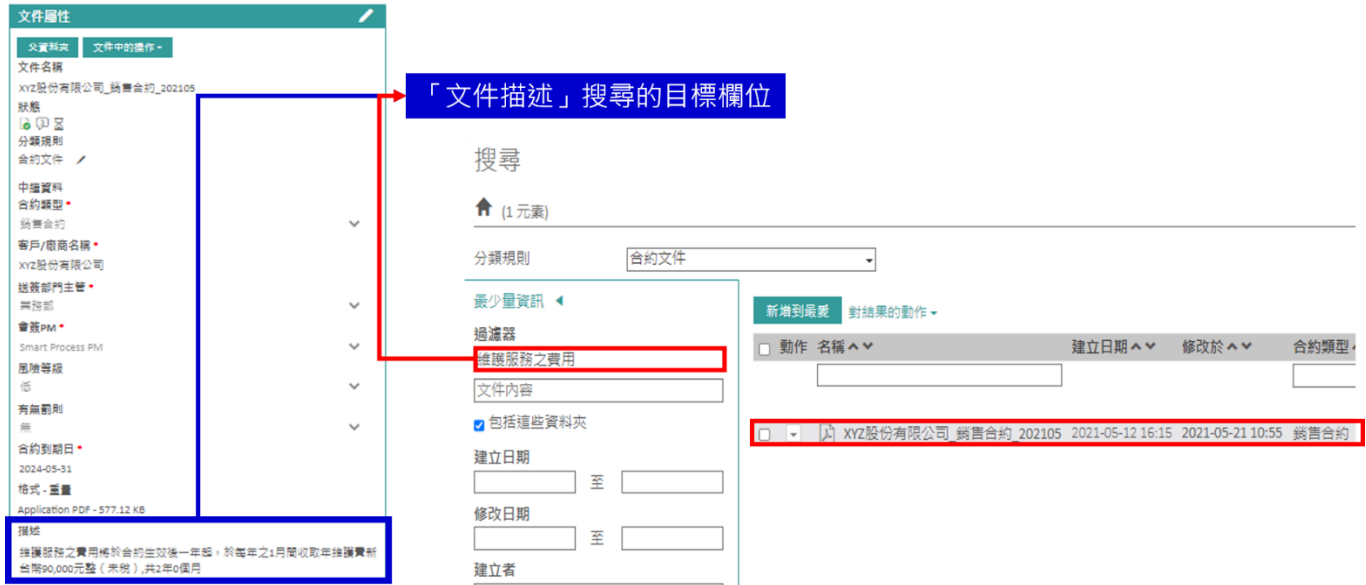 文件屬性
父資料夾 文件中的操作
文件名稱
XYZ股份有限公司_銷售合約_202105
狀態
分類規則
合約文件
中繼資料
合約類型 *
銷售合約
客戶/廠商名稱 *
XYZ股份有限公司
送簽部門主管 *
業務部
會簽PM *
Smart Process PM
風險等級
低
有無罰則
無
合約到期日 *
2024-05-31
格式 - 重量
Application PDF - 577.12 KB
描述
維護服務之費用將於合約生效後一年起，於每年之1月間收取年維護費新
台幣90,000元整（未稅）,共2年0個月
「文件描述」搜尋的目標欄位
搜尋
(1 元素)
分類規則 合約文件
最少量資訊
過濾器
維護服務之費用
文件內容
包括這些資料夾
建立日期
至
修改日期
至
建立者
新增到最愛 對結果的動作
動作 名稱 建立日期 修改於 合約類型
XYZ股份有限公司_銷售合約_202105 2021-05-12 16:15 2021-05-21 10:55 銷售合約